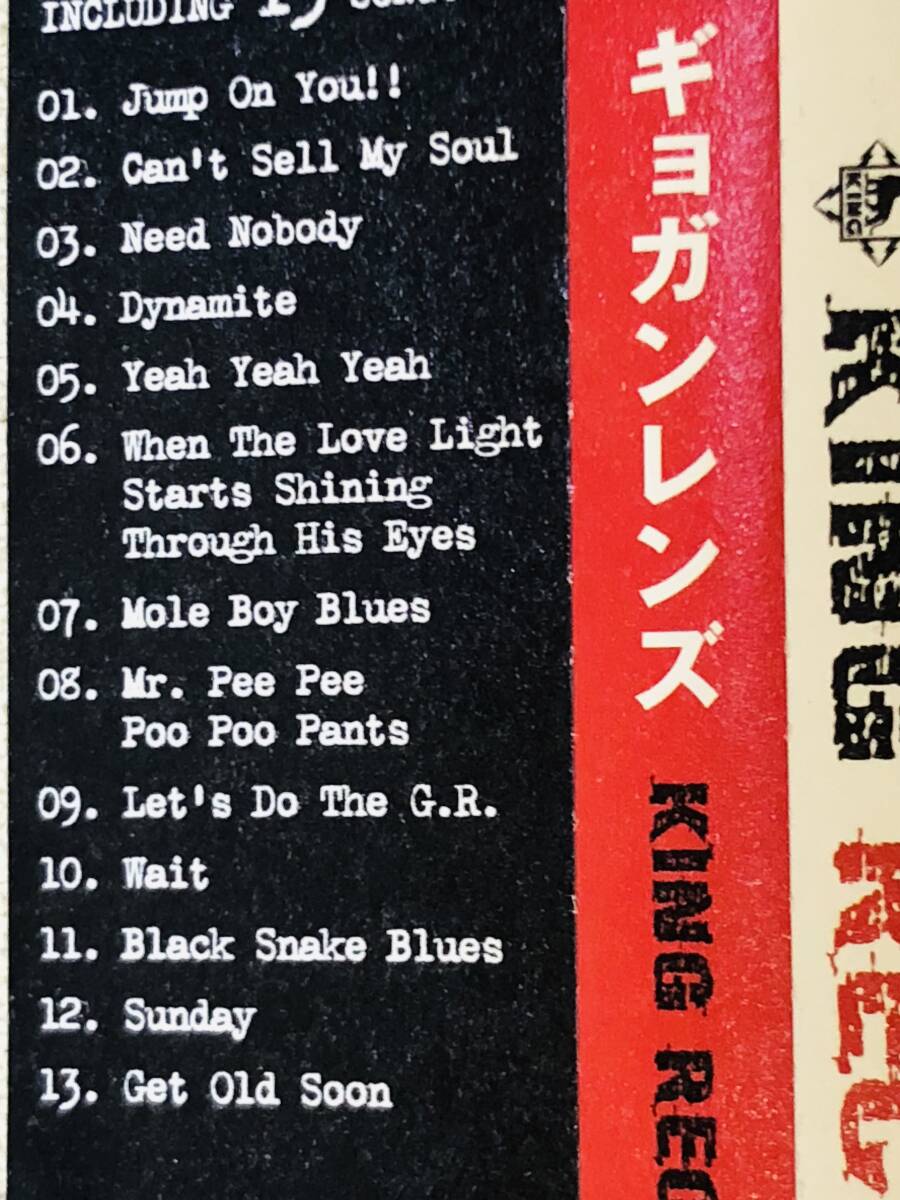 INCLUDING 13
01. Jump On You!!
02. Can't Sell My Soul
03. Need Nobody
04. Dynamite
05. Yeah Yeah Yeah
06. When The Love Light
Starts Shining
Through His Eyes
07. Mole Boy Blues
08. Mr. Pee Pee
Poo Poo Pants
09. Let's Do The G.R.
10. Wait
11. Black Snake Blues
12. Sunday
13. Get Old Soon
ギョガンレンズ
KING REC
KING